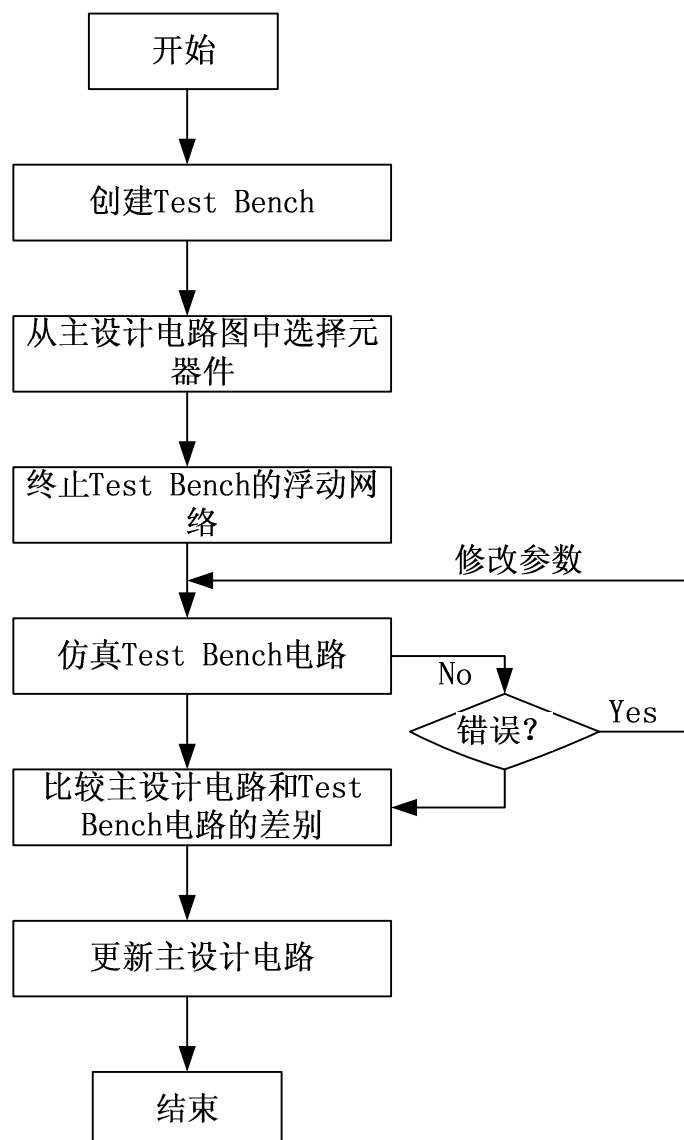 开始
创建Test Bench
从主设计电路图中选择元
器件
终止Test Bench的浮动网
络
修改参数
仿真Test Bench电路
No
错误?
Yes
比较主设计电路和Test
Bench电路的差别
更新主设计电路
结束